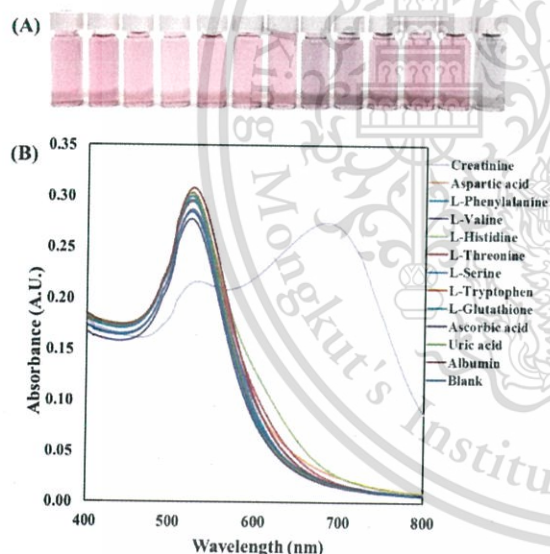 (A)
(B)
0.35
0.30
0.25
0.20
0.15
0.10
0.05
0.00
Absorbance (A.U.)
400
500
600
700
800
Wavelength (nm)
Creatinine
Aspartic acid
L-Phenylalanine
L-Valine
L-Histidine
L-Threonine
L-Serine
L-Tryptophen
L-Glutathione
Ascorbic acid
Uric acid
Albumin
Blank
King Mongkut's Instit